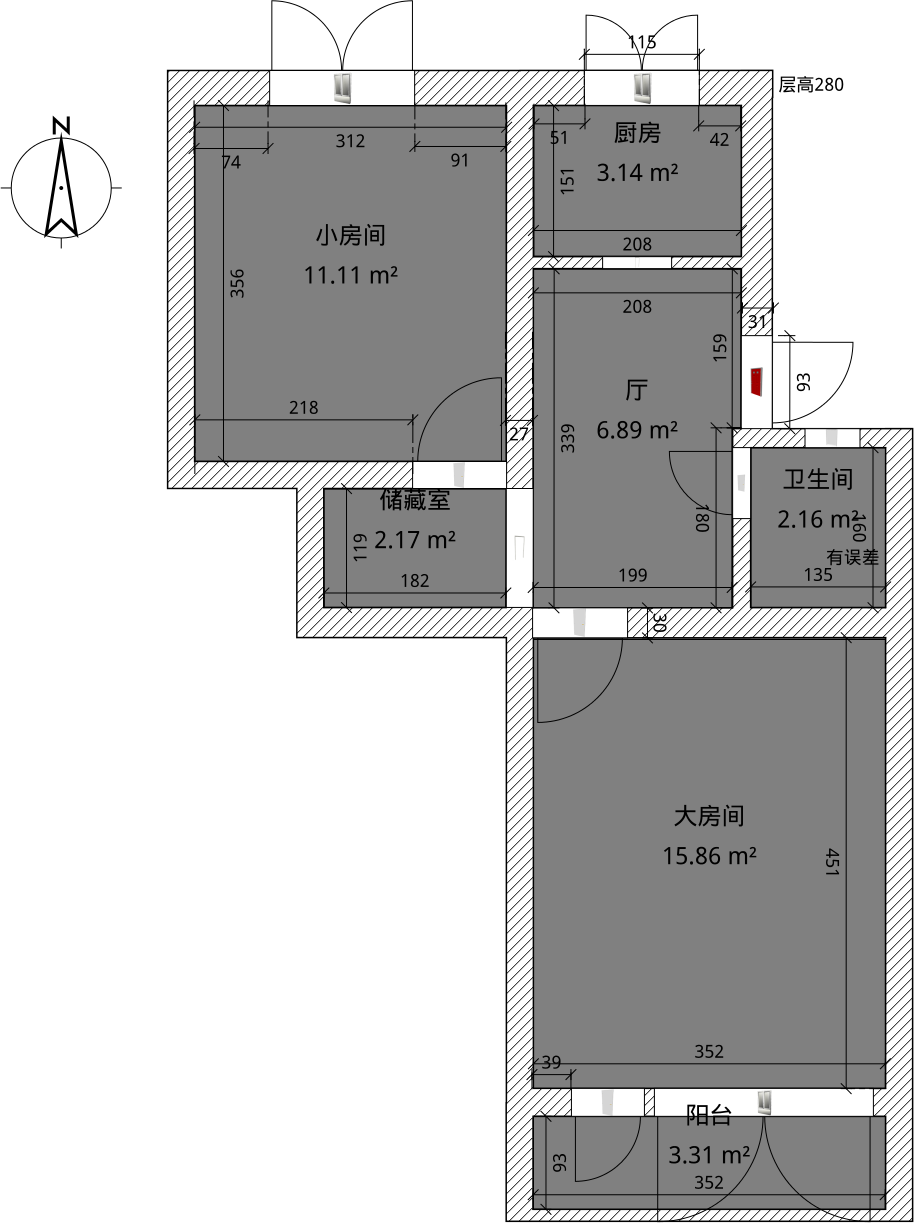 115
层高280
N
312
74
91
51
42
厨房
3.14 m²
151
208
小房间
11.11 m²
356
208
31
159
93
218
27
厅
6.89 m²
339
180
储藏室
2.17 m²
119
182
卫生间
2.16 m²
160
有误差
135
199
30
大房间
15.86 m²
451
352
39
阳台
3.31 m²
93
352